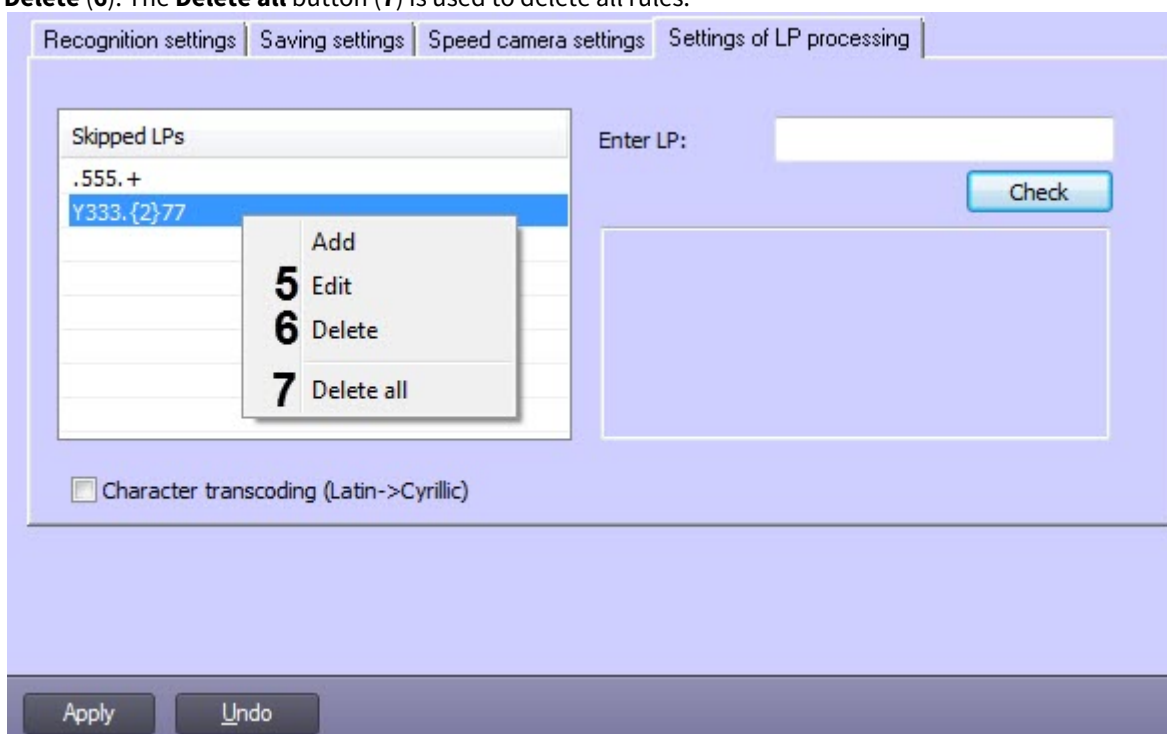 Delete (6). The Delete all button (7) is used to delete all rules.
Recognition settings Saving settings Speed camera settings Settings of LP processing
Skipped LPs
.555.+
Y333.{2}77
Add
5 Edit
6 Delete
7 Delete all
Enter LP:
Check
Character transcoding (Latin->Cyrillic)
Apply Undo